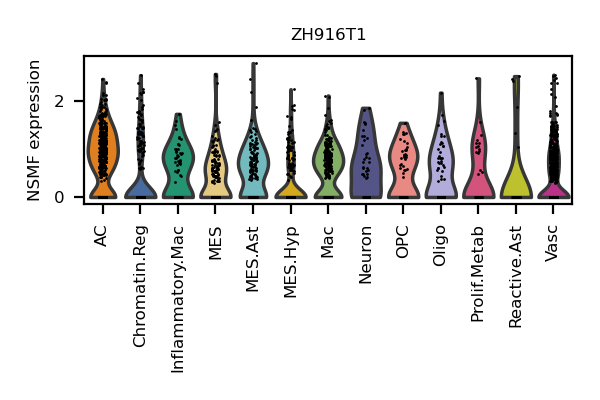 ZH916T1
NSMF expression
2
0
AC
Chromatin.Reg
Inflammatory.Mac
MES
MES.Ast
MES.Hyp
Mac
Neuron
OPC
Oligo
Prolif.Metab
Reactive.Ast
Vasc